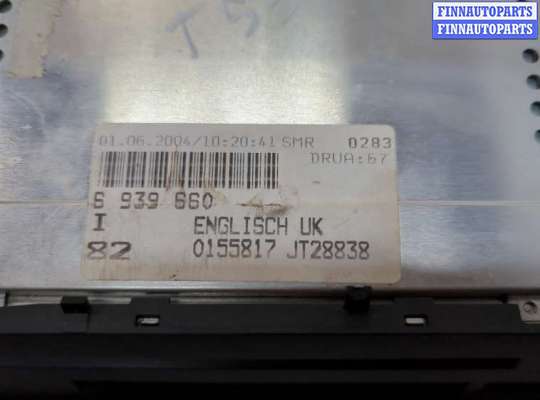 FINNAUTOPARTS
FINNAUTOPARTS
FINNAUTOPARTS
01.06.2004/10:20:41 SMR 0283
DRUA:67
6 939 660
I ENGLISCH UK
82 0155817 JT28838